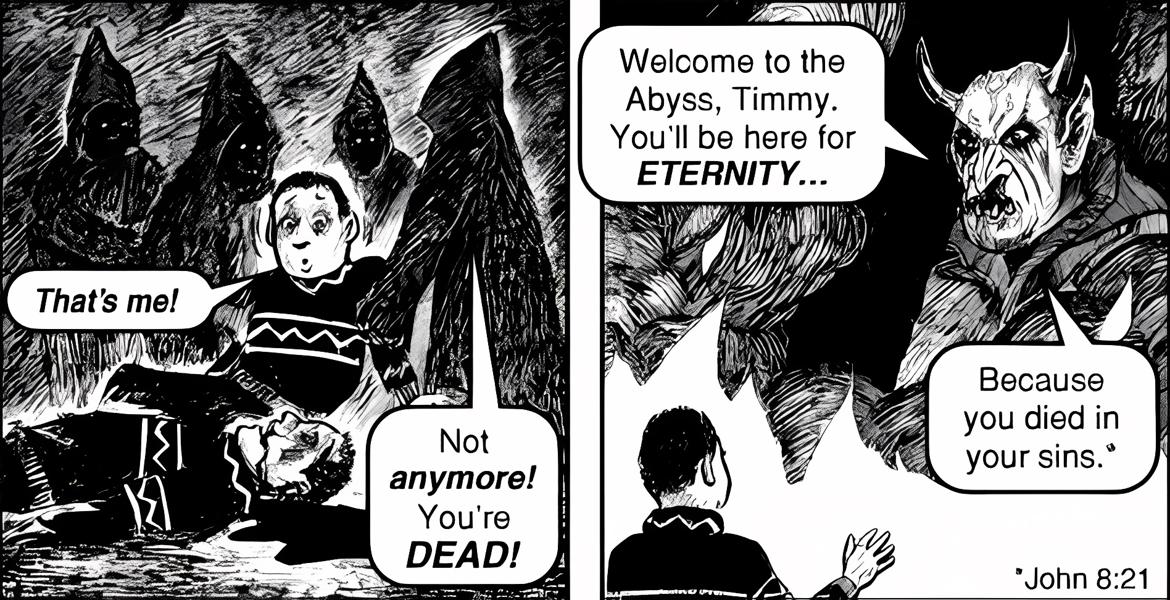 That's me!
Not
anymore!
You're
DEAD!
Welcome to the
Abyss, Timmy.
You'll be here for
ETERNITY...
Because
you died in
your sins.*
*John 8:21